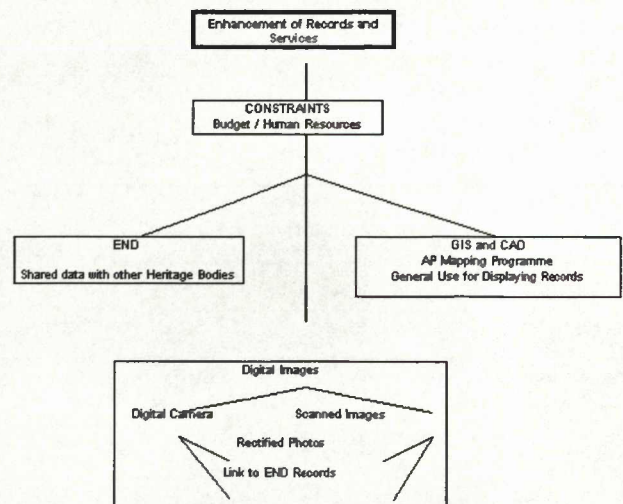 Enhancement of Records and
Services
CONSTRAINTS
Budget / Human Resources
END
Shared data with other Heritage Bodies
GIS and CAD
AP Mapping Programme
General Use for Displaying Records
Digital Images
Digital Camera
Scanned Images
Rectified Photos
Link to END Records